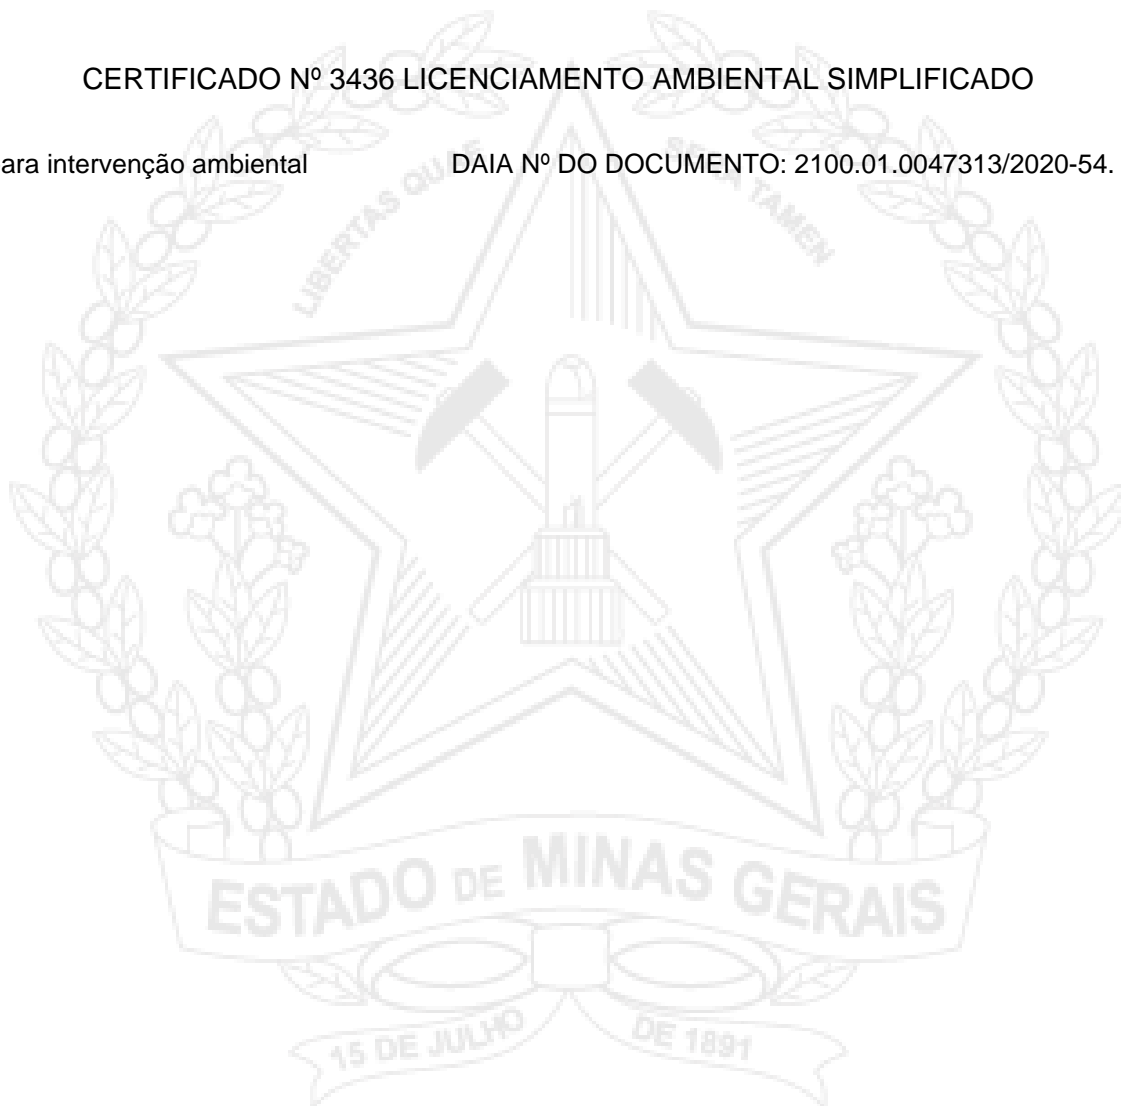 CERTIFICADO Nº 3436 LICENCIAMENTO AMBIENTAL SIMPLIFICADO
ara intervenção ambiental DAIA Nº DO DOCUMENTO: 2100.01.0047313/2020-54.
LIBERTAS QUAE SERA TAMEN
ESTADO DE MINAS GERAIS
15 DE JULHO DE 1891